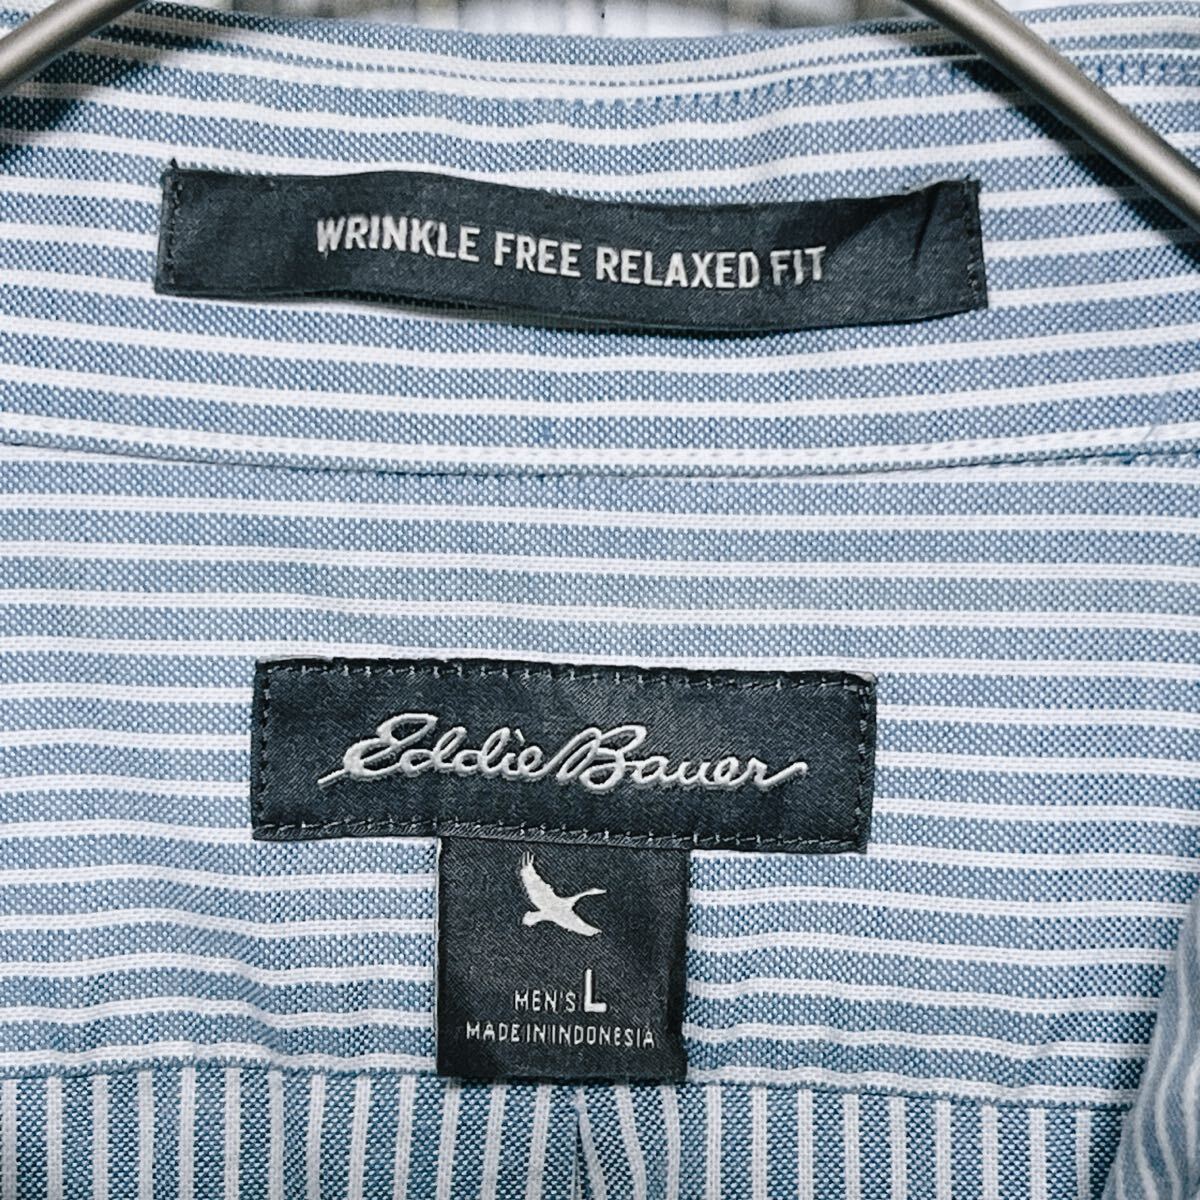 WRINKLE FREE RELAXED FIT
Eddie Bauer
MEN'S L
MADE IN INDONESIA